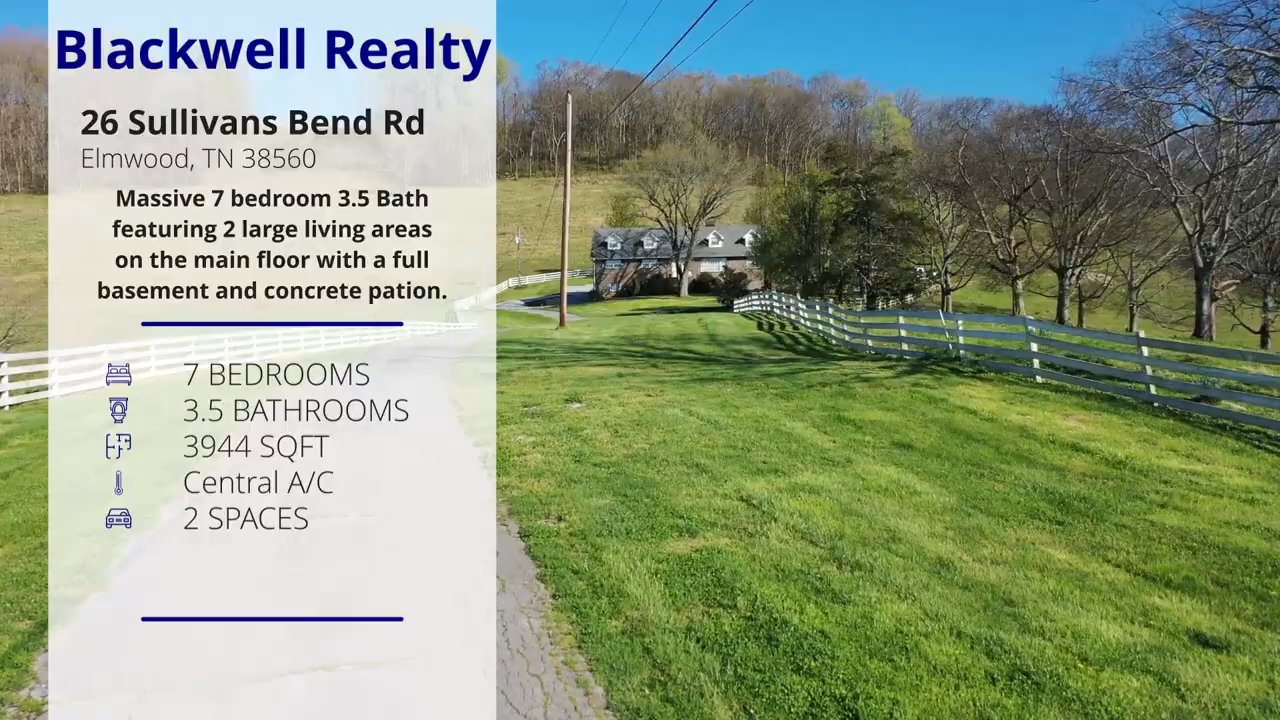 Blackwell Realty
26 Sullivans Bend Rd
Elmwood, TN 38560
Massive 7 bedroom 3.5 Bath
featuring 2 large living areas
on the main floor with a full
basement and concrete pation.
7 BEDROOMS
3.5 BATHROOMS
3944 SQFT
Central A/C
2 SPACES